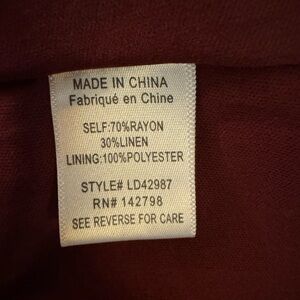 MADE IN CHINA
Fabriqué en Chine
SELF:70%RAYON
30%LINEN
LINING:100%POLYESTER
STYLE# LD42987
RN# 142798
SEE REVERSE FOR CARE